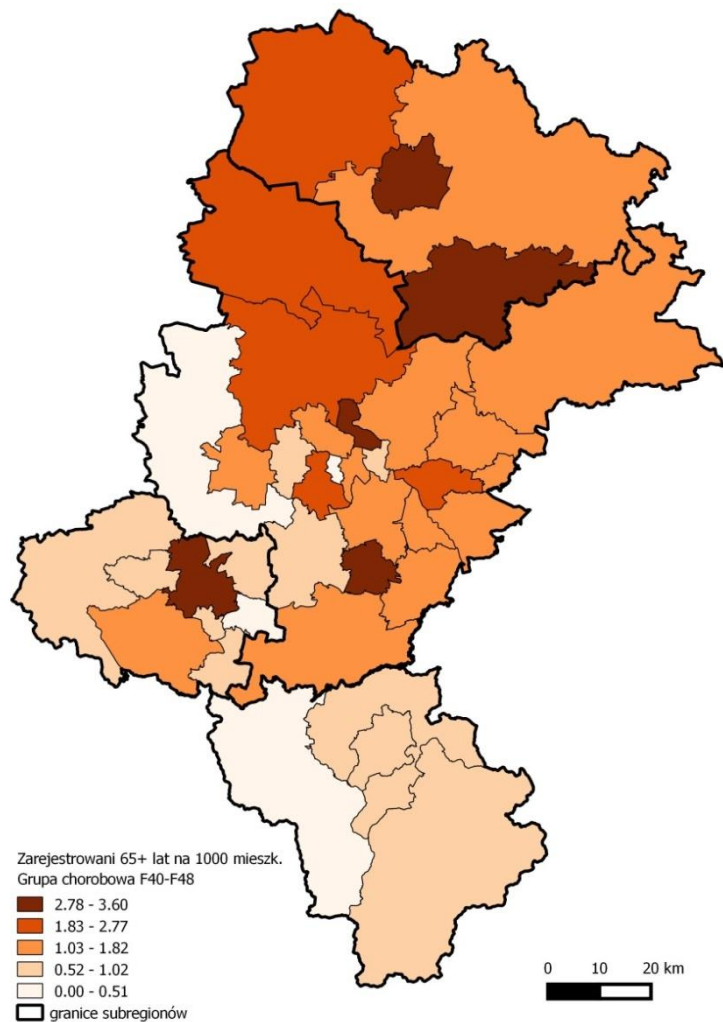 Zarejestrowani 65+ lat na 1000 mieszk.
Grupa chorobowa F40-F48
2.78 - 3.60
1.83 - 2.77
1.03 - 1.82
0.52 - 1.02
0.00 - 0.51
granice subregionów
0 10 20 km